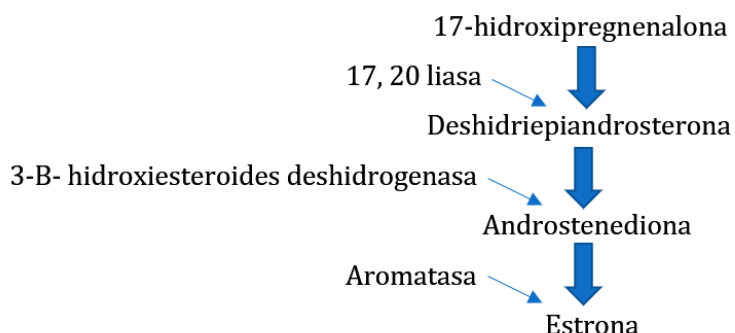 17-hidroxipregnenalona
17, 20 liasa
Deshidriepiandrosterona
3-B- hidroxiesteroides deshidrogenasa
Androstenediona
Aromatasa
Estrona